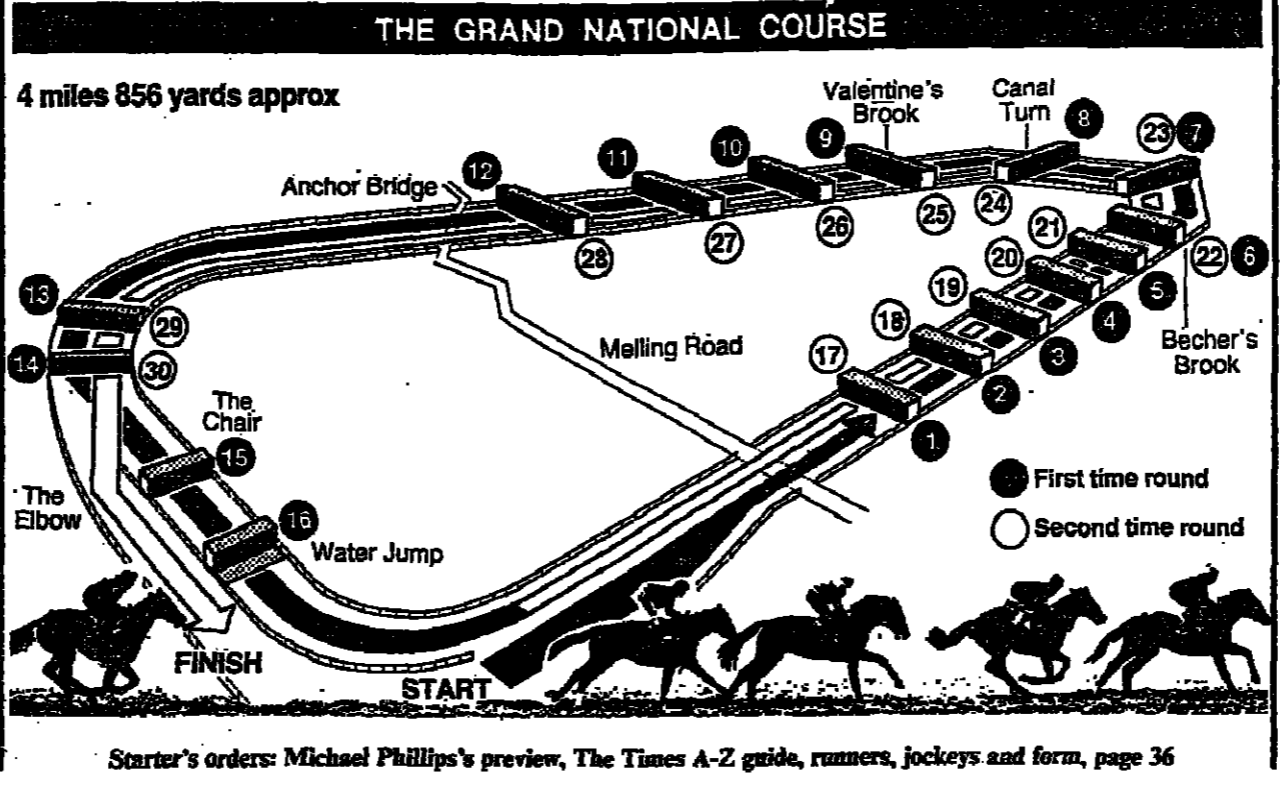 THE GRAND NATIONAL COURSE
4 miles 856 yards approx
Valentine's
Brook
Canal
Turn
8
23
7
9
10
11
12
Anchor Bridge
28
27
26
25
24
21
20
19
18
17
22
6
5
4
3
2
1
Becher's
Brook
13
29
14
30
Melling Road
The
Chair
15
The
Elbow
16
Water Jump
First time round
Second time round
FINISH
START
Starter's orders: Michael Phillips's preview, The Times A-Z guide, runners, jockeys and form, page 36